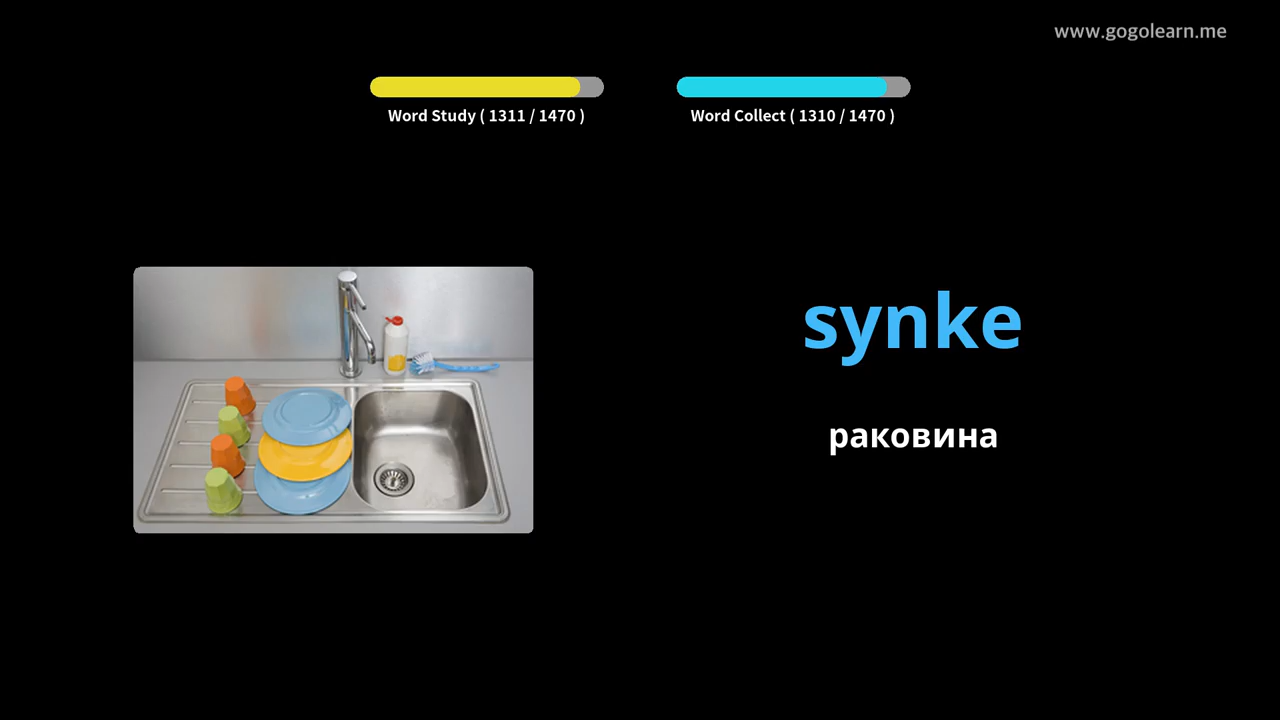 www.gogolearn.me
Word Study ( 1311 / 1470 )
Word Collect ( 1310 / 1470 )
synke
раковина